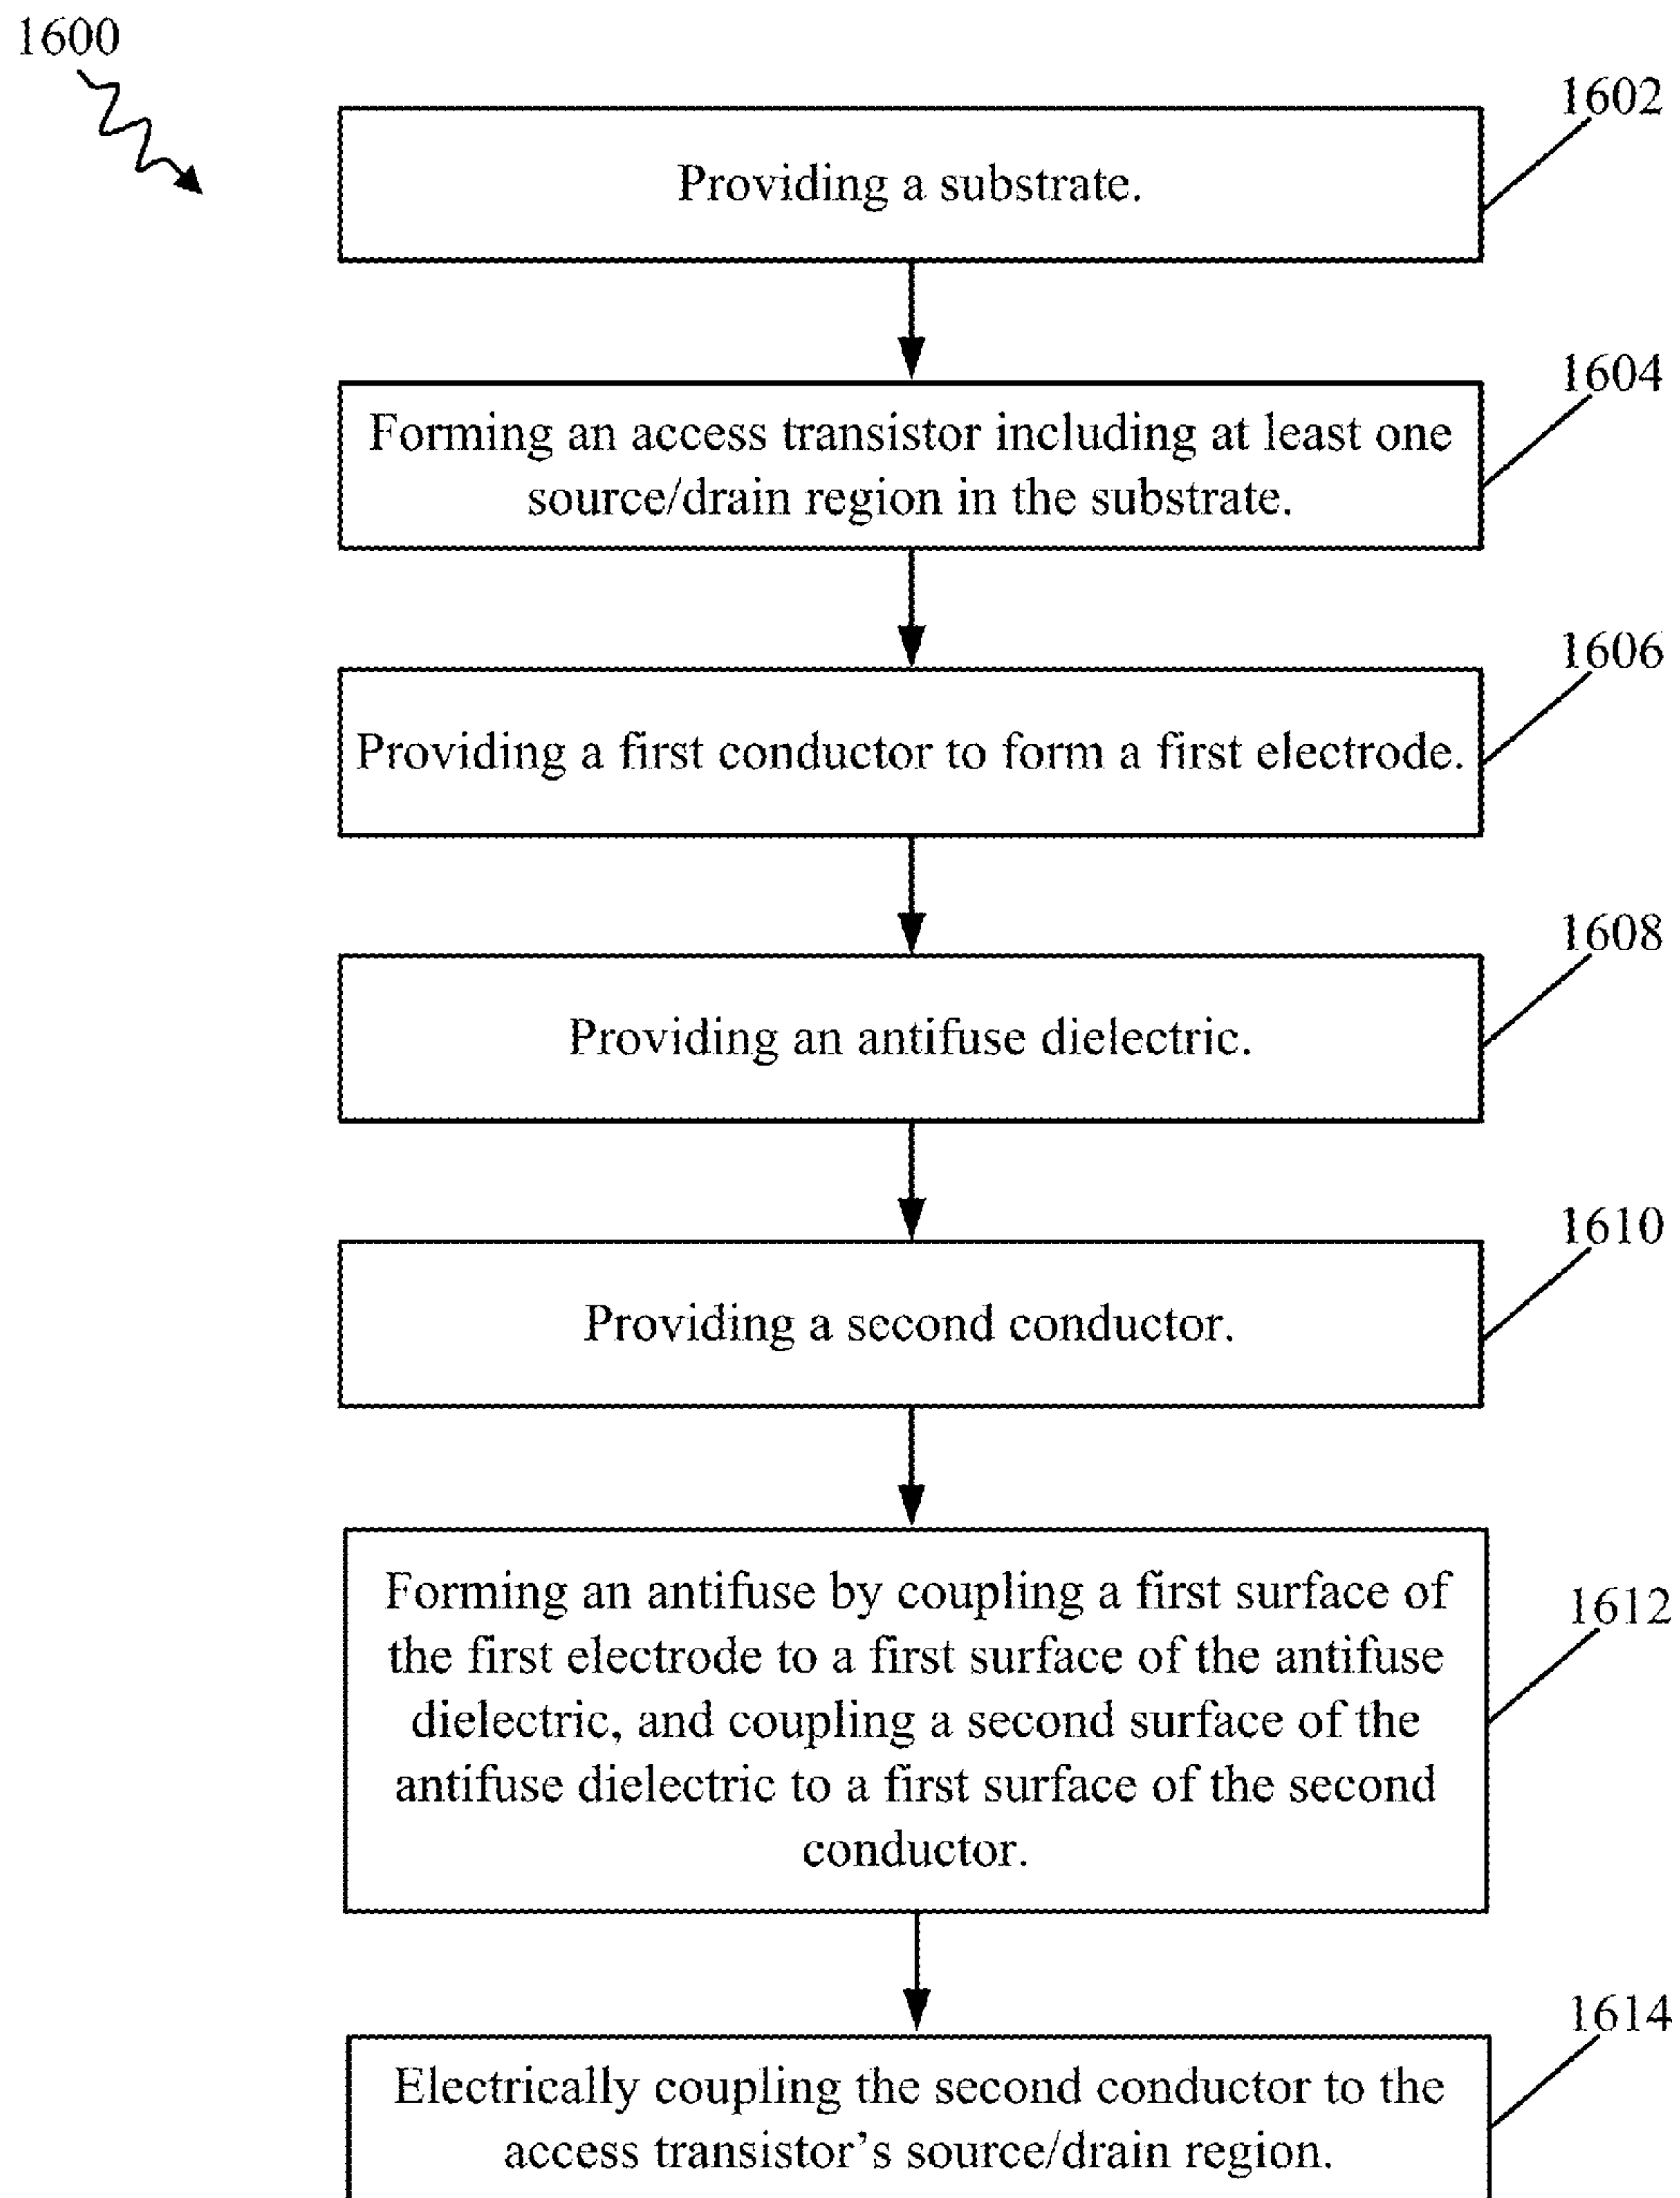 1600
1602
Providing a substrate.
1604
Forming an access transistor including at least one
source/drain region in the substrate.
1606
Providing a first conductor to form a first electrode.
1608
Providing an antifuse dielectric.
1610
Providing a second conductor.
Forming an antifuse by coupling a first surface of
1612
the first electrode to a first surface of the antifuse
dielectric, and coupling a second surface of the
antifuse dielectric to a first surface of the second
conductor.
1614
Electrically coupling the second conductor to the
access transistor’s source/drain region.